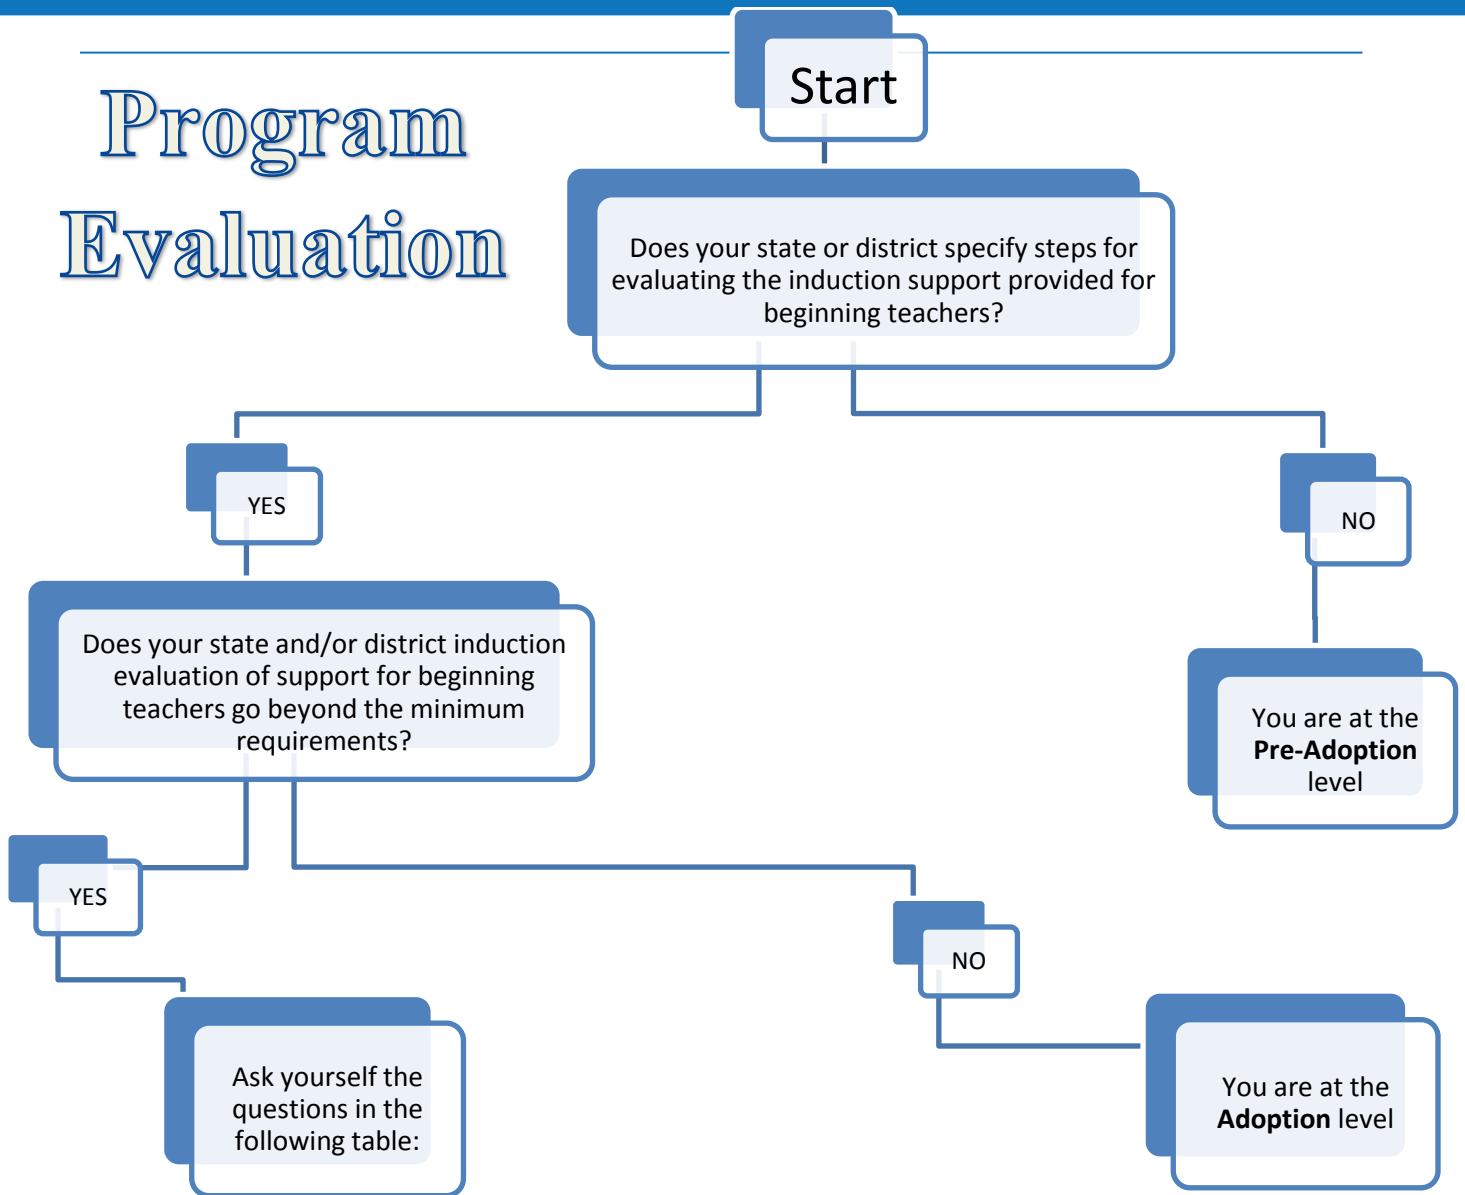 Start
Program
Evaluation
Does your state or district specify steps for
evaluating the induction support provided for
beginning teachers?
YES
NO
Does your state and/or district induction
evaluation of support for beginning
teachers go beyond the minimum
requirements?
You are at the
Pre-Adoption
level
YES
NO
Ask yourself the
questions in the
following table:
You are at the
Adoption level